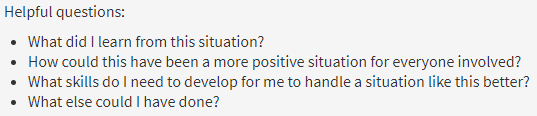 Helpful questions:
• What did I learn from this situation?
• How could this have been a more positive situation for everyone involved?
• What skills do I need to develop for me to handle a situation like this better?
• What else could I have done?